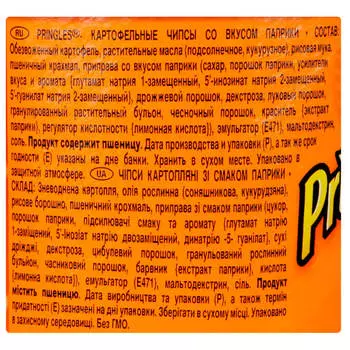 RU PRINGLES®. КАРТОФЕЛЬНЫЕ ЧИПСЫ СО ВКУСОМ ПАПРИКИ - СОСТАВ:
Обезвоженный картофель, растительные масла (подсолнечное, кукурузное), рисовая мука,
пшеничный крахмал, приправа со вкусом паприки (сахар, порошок паприки, усилители
вкуса и аромата (глутамат натрия 1-замещенный, 5'-инозинат натрия 2-замещенный,
5'-гуанилат натрия 2-замещенный), дрожжевой порошок, декстроза, луковый порошок,
гранулированный растительный бульон, чесночный порошок, краситель (экстракт
паприки), регулятор кислотности (лимонная кислота)), эмульгатор (E471), мальтодекстрин,
соль. Продукт содержит пшеницу. Дата производства и упаковки (P), а так же срок
годности (E) указаны на дне банки. Хранить в сухом месте. Упаковано в
защитной атмосфере. UA ЧІПСИ КАРТОПЛЯНІ ЗІ СМАКОМ ПАПРИКИ -
СКЛАД: Зневоднена картопля, олія рослинна (соняшникова, кукурудзяна),
рисове борошно, пшеничний крохмаль, приправа зі смаком паприки (цукор,
порошок паприки, підсилювачі смаку та аромату (глутамат натрію
1-заміщений, 5'-інозіат натрію двозаміщений, динатрію -5- гуанілат), сухі
дріжджі, декстроза, цибулевий порошок, гранульований рослинний
бульйон, часниковий порошок, барвник (екстракт паприки), кислота
(лимонна кислота)), емульгатор (E471), мальтодекстрин, сіль. Продукт
містить пшеницю. Дата виробництва та упаковки (P), а також термін
придатності (E) зазначені на дні упаковки. Зберігати в сухому місці. Упаковано
в захисному середовищі. Без ГМО.
Pri